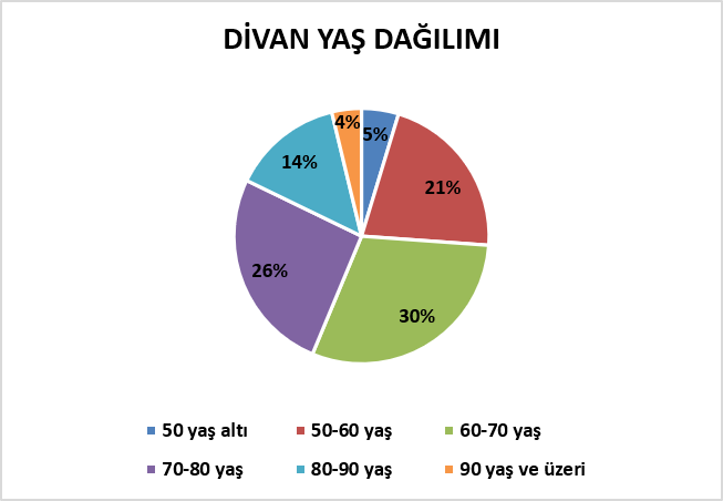 DİVAN YAŞ DAĞILIMI
4%
5%
14%
21%
26%
30%
50 yaş altı
50-60 yaş
60-70 yaş
70-80 yaş
80-90 yaş
90 yaş ve üzeri